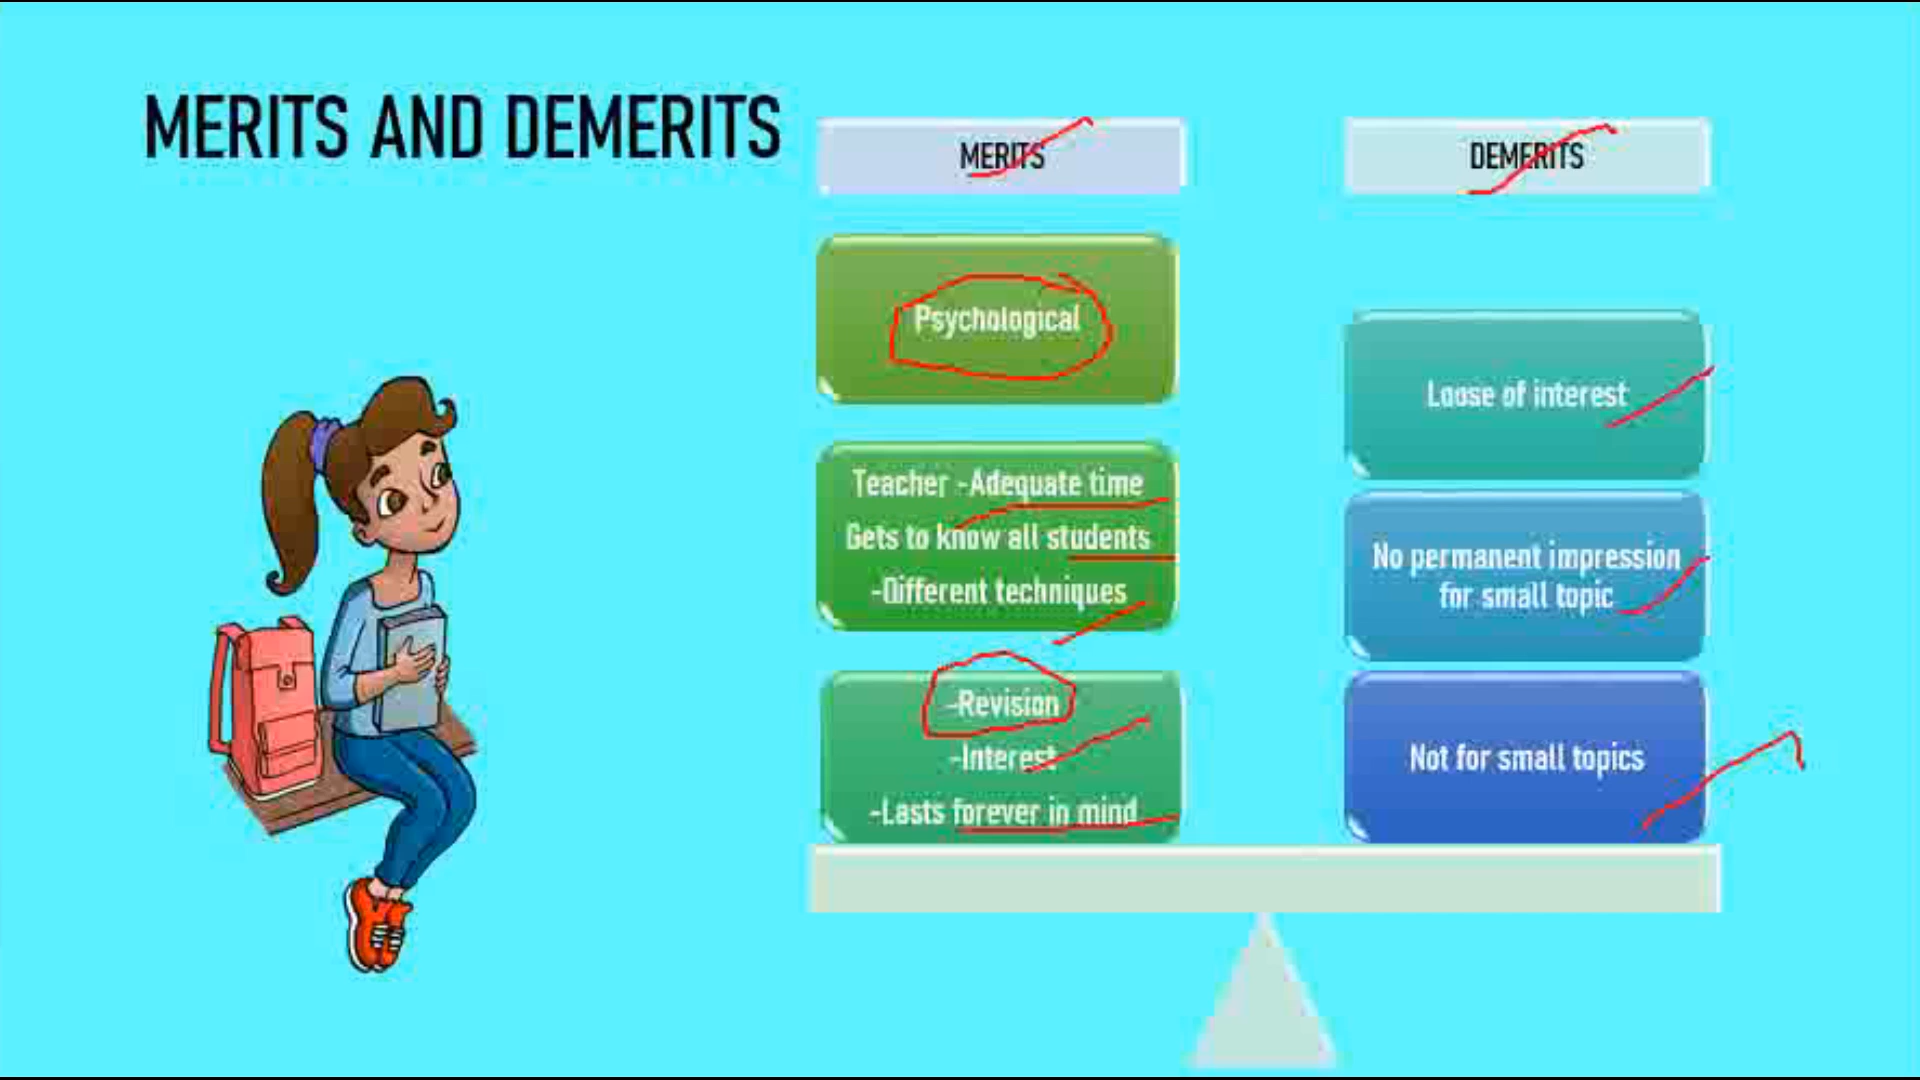 MERITS AND DEMERITS
MERITS
Psychological
Teacher -Adequate time
Gets to know all students
-Different techniques
-Revision
-Interest
-Lasts forever in mind
DEMERITS
Loose of interest
No permanent impression
for small topic
Not for small topics